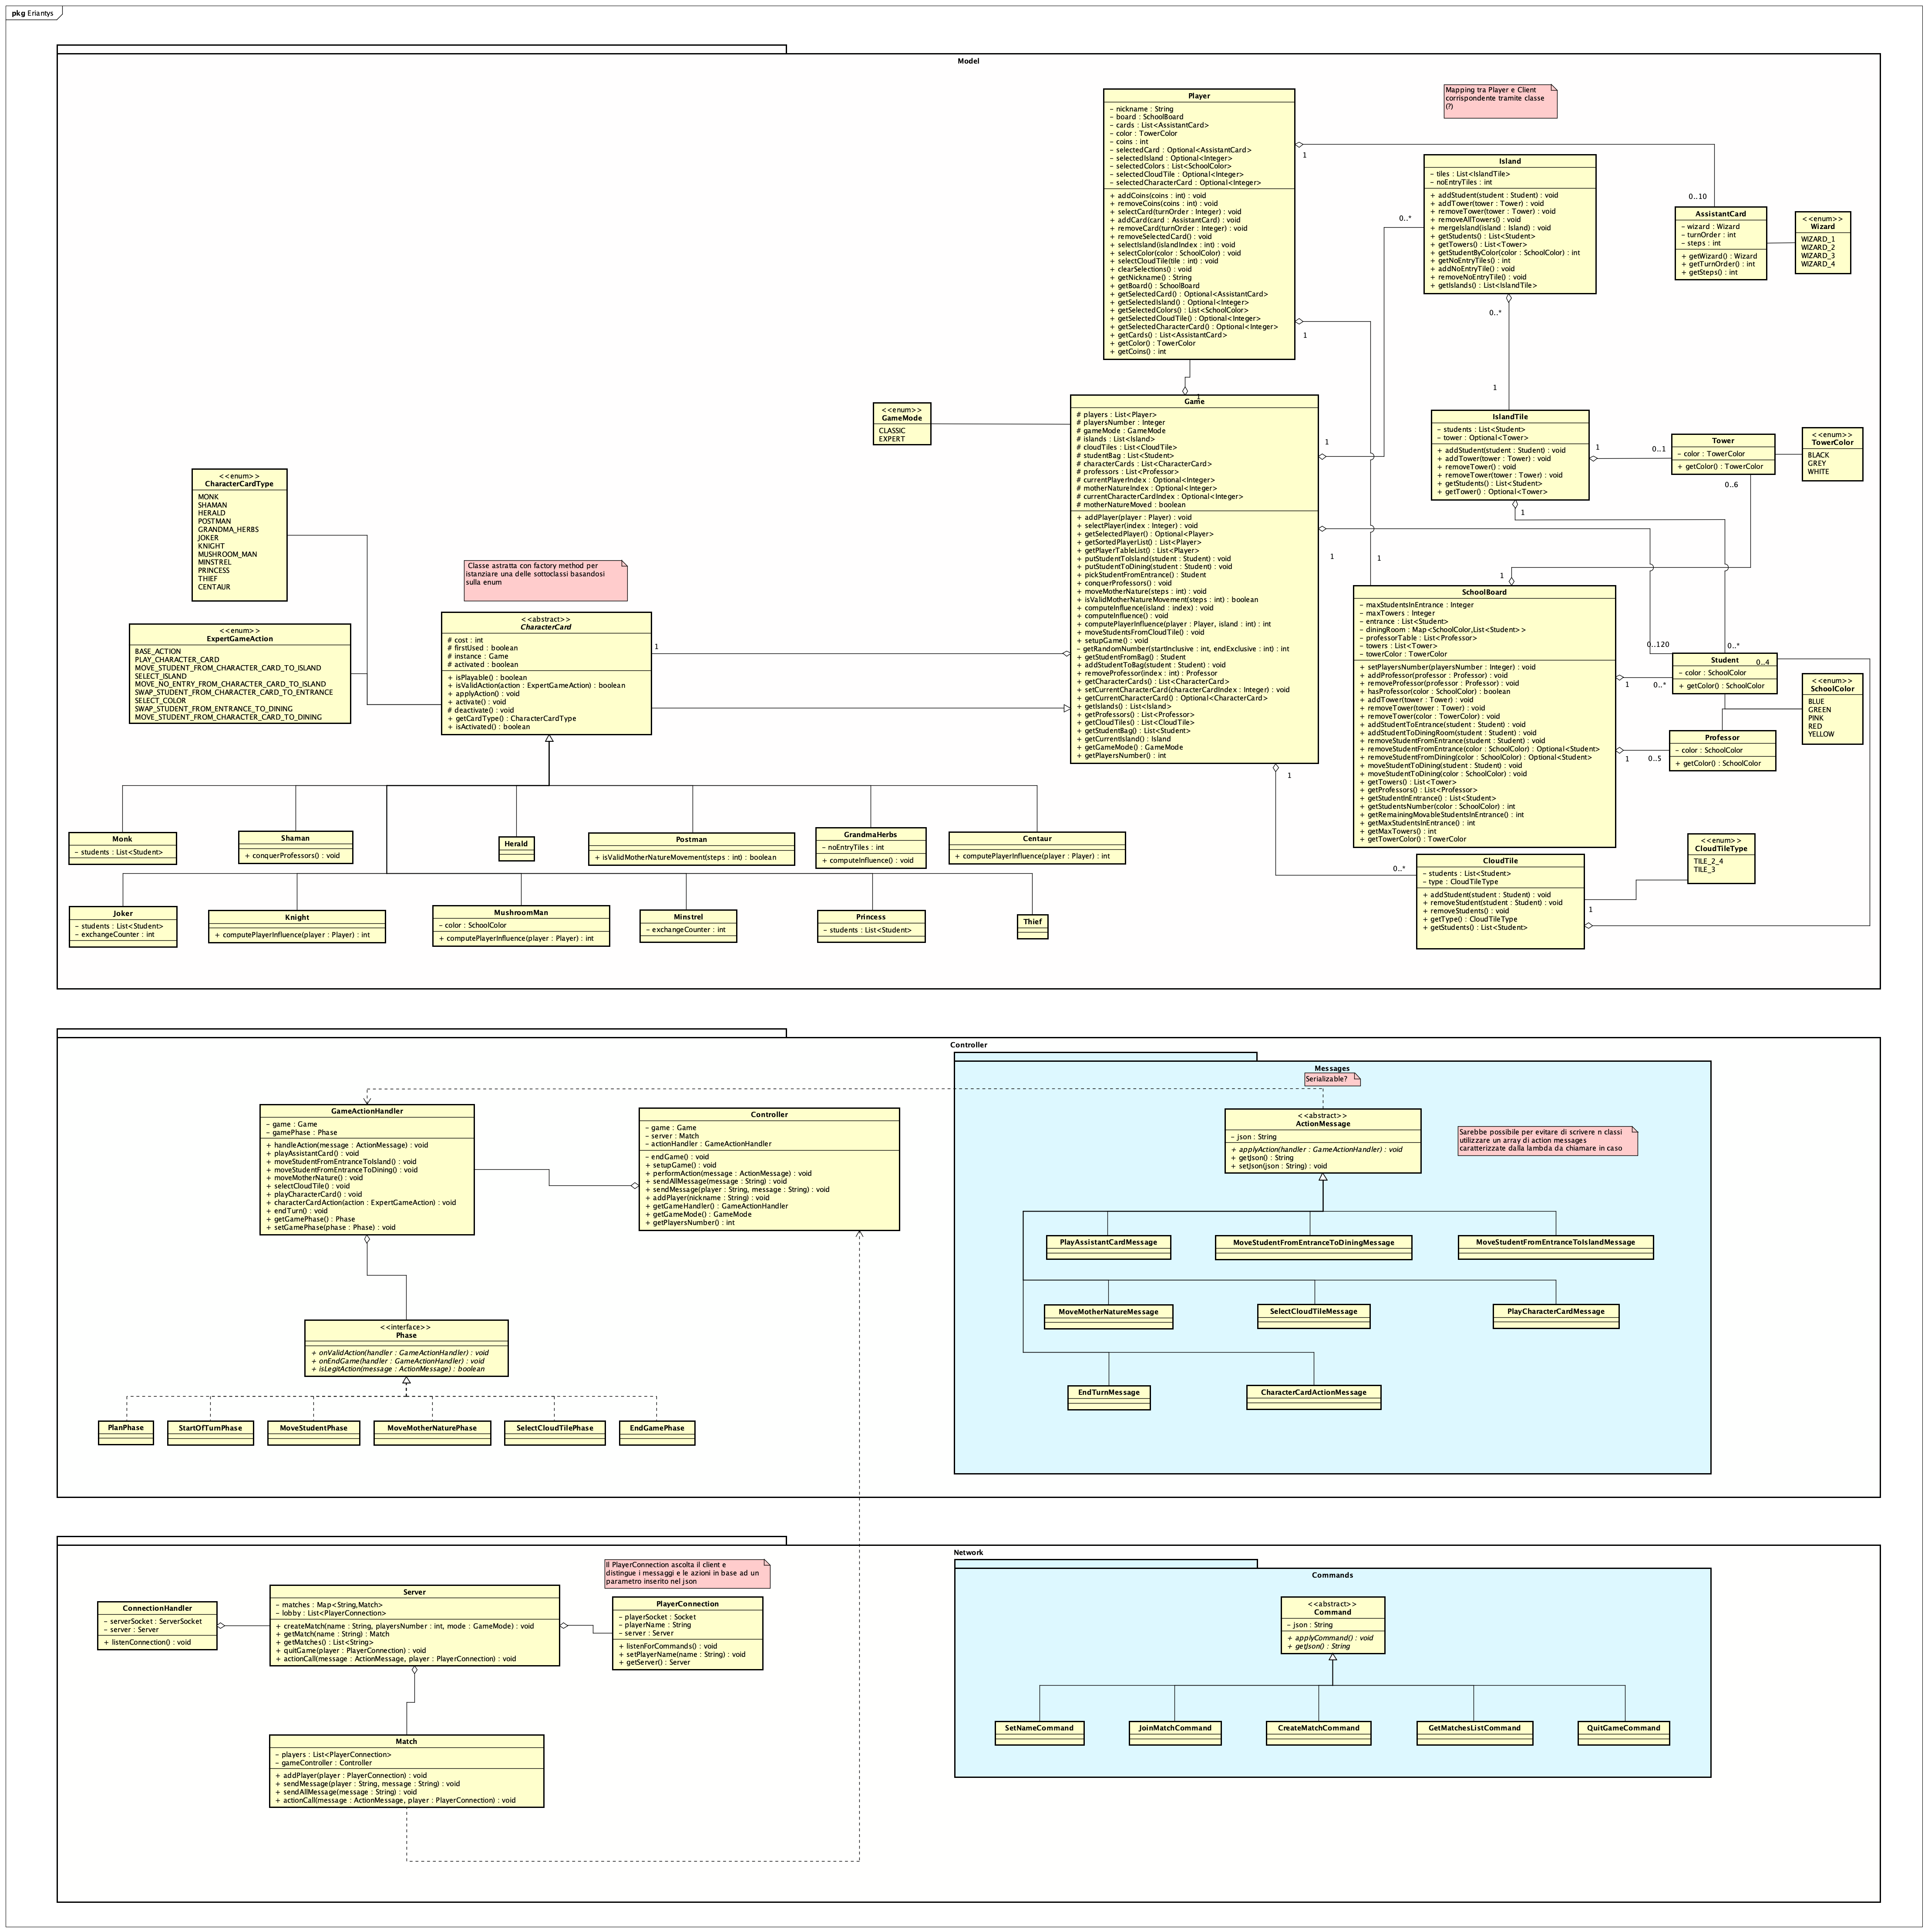 pkg Eriantys
Model
Player
– nickname : String
– board : SchoolBoard
– cards : List<AssistantCard>
– color : TowerColor
– coins : int
– selectedCard : Optional<AssistantCard>
– selectedIsland : Optional<Integer>
– selectedColors : List<SchoolColor>
– selectedCloudTile : Optional<Integer>
– selectedCharacterCard : Optional<Integer>
+ addCoins(coins : int) : void
+ removeCoins(coins : int) : void
+ selectCard(turnOrder : Integer) : void
+ addCard(card : AssistantCard) : void
+ removeCard(turnOrder : Integer) : void
+ removeSelectedCard() : void
+ selectIsland(islandIndex : int) : void
+ selectColor(color : SchoolColor) : void
+ selectCloudTile(tile : int) : void
+ clearSelections() : void
+ getNickname() : String
+ getBoard() : SchoolBoard
+ getSelectedCard() : Optional<AssistantCard>
+ getSelectedIsland() : Optional<Integer>
+ getSelectedColors() : List<SchoolColor>
+ getSelectedCloudTile() : Optional<Integer>
+ getSelectedCharacterCard() : Optional<Integer>
+ getCards() : List<AssistantCard>
+ getColor() : TowerColor
+ getCoins() : int
1
1
Mapping tra Player e Client
corrispondente tramite classe
(?)
Island
– tiles : List<IslandTile>
– noEntryTiles : int
+ addStudent(student : Student) : void
+ addTower(tower : Tower) : void
+ removeTower(tower : Tower) : void
+ removeAllTowers() : void
+ mergeIsland(island : Island) : void
+ getStudents() : List<Student>
+ getTowers() : List<Tower>
+ getStudentByColor(color : SchoolColor) : int
+ getNoEntryTiles() : int
+ addNoEntryTile() : void
+ removeNoEntryTile() : void
+ getIslands() : List<IslandTile>
0..*
0..*
1
0..10
AssistantCard
– wizard : Wizard
– turnOrder : int
– steps : int
+ getWizard() : Wizard
+ getTurnOrder() : int
+ getSteps() : int
<<enum>>
Wizard
WIZARD_1
WIZARD_2
WIZARD_3
WIZARD_4
<<enum>>
GameMode
CLASSIC
EXPERT
1
Game
# players : List<Player>
# playersNumber : Integer
# gameMode : GameMode
# islands : List<Island>
# cloudTiles : List<CloudTile>
# studentBag : List<Student>
# characterCards : List<CharacterCard>
# professors : List<Professor>
# currentPlayerIndex : Optional<Integer>
# motherNatureIndex : Optional<Integer>
# currentCharacterCardIndex : Optional<Integer>
# motherNatureMoved : boolean
+ addPlayer(player : Player) : void
+ selectPlayer(index : Integer) : void
+ getSelectedPlayer() : Optional<Player>
+ getSortedPlayerList() : List<Player>
+ getPlayerTableList() : List<Player>
+ putStudentToIsland(student : Student) : void
+ putStudentToDining(student : Student) : void
+ pickStudentFromEntrance() : Student
+ conquerProfessors() : void
+ moveMotherNature(steps : int) : void
+ isValidMotherNatureMovement(steps : int) : boolean
+ computeInfluence(island : index) : void
+ computeInfluence() : void
+ computePlayerInfluence(player : Player, island : int) : int
+ moveStudentsFromCloudTile() : void
+ setupGame() : void
– getRandomNumber(startInclusive : int, endExclusive : int) : int
+ getStudentFromBag() : Student
+ addStudentToBag(student : Student) : void
+ removeProfessor(index : int) : Professor
+ getCharacterCards() : List<CharacterCard>
+ setCurrentCharacterCard(characterCardIndex : Integer) : void
+ getCurrentCharacterCard() : Optional<CharacterCard>
+ getIslands() : List<Island>
+ getProfessors() : List<Professor>
+ getCloudTiles() : List<CloudTile>
+ getStudentBag() : List<Student>
+ getCurrentIsland() : Island
+ getGameMode() : GameMode
+ getPlayersNumber() : int
1
1
1
1
IslandTile
– students : List<Student>
– tower : Optional<Tower>
+ addStudent(student : Student) : void
+ addTower(tower : Tower) : void
+ removeTower() : void
+ removeTower(tower : Tower) : void
+ getStudents() : List<Student>
+ getTower() : Optional<Tower>
1
0..1
1
Tower
– color : TowerColor
+ getColor() : TowerColor
0..6
<<enum>>
TowerColor
BLACK
GREY
WHITE
1
SchoolBoard
– maxStudentsInEntrance : Integer
– maxTowers : Integer
– entrance : List<Student>
– diningRoom : Map<SchoolColor,List<Student>>
– professorTable : List<Professor>
– towers : List<Tower>
– towerColor : TowerColor
+ setPlayersNumber(playersNumber : Integer) : void
+ addProfessor(professor : Professor) : void
+ removeProfessor(professor : Professor) : void
+ hasProfessor(color : SchoolColor) : boolean
+ addTower(tower : Tower) : void
+ removeTower(tower : Tower) : void
+ removeTower(color : TowerColor) : void
+ addStudentToEntrance(student : Student) : void
+ addStudentToDiningRoom(student : Student) : void
+ removeStudentFromEntrance(student : Student) : void
+ removeStudentFromEntrance(color : SchoolColor) : Optional<Student>
+ removeStudentFromDining(color : SchoolColor) : Optional<Student>
+ moveStudentToDining(student : Student) : void
+ moveStudentToDining(color : SchoolColor) : void
+ getTowers() : List<Tower>
+ getProfessors() : List<Professor>
+ getStudentInEntrance() : List<Student>
+ getStudentsNumber(color : SchoolColor) : int
+ getRemainingMovableStudentsInEntrance() : int
+ getMaxStudentsInEntrance() : int
+ getMaxTowers() : int
+ getTowerColor() : TowerColor
0..120
0..*
Student
0..4
– color : SchoolColor
+ getColor() : SchoolColor
1
0..*
<<enum>>
SchoolColor
BLUE
GREEN
PINK
RED
YELLOW
Professor
– color : SchoolColor
+ getColor() : SchoolColor
1
0..5
<<enum>>
CloudTileType
TILE_2_4
TILE_3
0..*
CloudTile
– students : List<Student>
– type : CloudTileType
+ addStudent(student : Student) : void
+ removeStudent(student : Student) : void
+ removeStudents() : void
+ getType() : CloudTileType
+ getStudents() : List<Student>
1
<<enum>>
CharacterCardType
MONK
SHAMAN
HERALD
POSTMAN
GRANDMA_HERBS
JOKER
KNIGHT
MUSHROOM_MAN
MINSTREL
PRINCESS
THIEF
CENTAUR
<<enum>>
ExpertGameAction
BASE_ACTION
PLAY_CHARACTER_CARD
MOVE_STUDENT_FROM_CHARACTER_CARD_TO_ISLAND
SELECT_ISLAND
MOVE_NO_ENTRY_FROM_CHARACTER_CARD_TO_ISLAND
SWAP_STUDENT_FROM_CHARACTER_CARD_TO_ENTRANCE
SELECT_COLOR
SWAP_STUDENT_FROM_ENTRANCE_TO_DINING
MOVE_STUDENT_FROM_CHARACTER_CARD_TO_DINING
Classe astratta con factory method per
istanziare una delle sottoclassi basandosi
sulla enum
<<abstract>>
CharacterCard
# cost : int
# firstUsed : boolean
# instance : Game
# activated : boolean
+ isPlayable() : boolean
+ isValidAction(action : ExpertGameAction) : boolean
+ applyAction() : void
+ activate() : void
# deactivate() : void
+ getCardType() : CharacterCardType
+ isActivated() : boolean
1
Monk
– students : List<Student>
Shaman
+ conquerProfessors() : void
Herald
Postman
+ isValidMotherNatureMovement(steps : int) : boolean
GrandmaHerbs
– noEntryTiles : int
+ computeInfluence() : void
Centaur
+ computePlayerInfluence(player : Player) : int
Joker
– students : List<Student>
– exchangeCounter : int
Knight
+ computePlayerInfluence(player : Player) : int
MushroomMan
– color : SchoolColor
+ computePlayerInfluence(player : Player) : int
Minstrel
– exchangeCounter : int
Princess
– students : List<Student>
Thief
Controller
GameActionHandler
– game : Game
– gamePhase : Phase
+ handleAction(message : ActionMessage) : void
+ playAssistantCard() : void
+ moveStudentFromEntranceToIsland() : void
+ moveStudentFromEntranceToDining() : void
+ moveMotherNature() : void
+ selectCloudTile() : void
+ playCharacterCard() : void
+ characterCardAction(action : ExpertGameAction) : void
+ endTurn() : void
+ getGamePhase() : Phase
+ setGamePhase(phase : Phase) : void
Controller
– game : Game
– server : Match
– actionHandler : GameActionHandler
– endGame() : void
+ setupGame() : void
+ performAction(message : ActionMessage) : void
+ sendAllMessage(message : String) : void
+ sendMessage(player : String, message : String) : void
+ addPlayer(nickname : String) : void
+ getGameHandler() : GameActionHandler
+ getGameMode() : GameMode
+ getPlayersNumber() : int
<<interface>>
Phase
+ onValidAction(handler : GameActionHandler) : void
+ onEndGame(handler : GameActionHandler) : void
+ isLegitAction(message : ActionMessage) : boolean
PlanPhase
StartOfTurnPhase
MoveStudentPhase
MoveMotherNaturePhase
SelectCloudTilePhase
EndGamePhase
Messages
Serializable?
<<abstract>>
ActionMessage
– json : String
+ applyAction(handler : GameActionHandler) : void
+ getJson() : String
+ setJson(json : String) : void
Sarebbe possibile per evitare di scrivere n classi
utilizzare un array di action messages
caratterizzate dalla lambda da chiamare in caso
PlayAssistantCardMessage
MoveStudentFromEntranceToDiningMessage
MoveStudentFromEntranceToIslandMessage
MoveMotherNatureMessage
SelectCloudTileMessage
PlayCharacterCardMessage
EndTurnMessage
CharacterCardActionMessage
Network
Il PlayerConnection ascolta il client e
distingue i messaggi e le azioni in base ad un
parametro inserito nel json
ConnectionHandler
– serverSocket : ServerSocket
– server : Server
+ listenConnection() : void
Server
– matches : Map<String,Match>
– lobby : List<PlayerConnection>
+ createMatch(name : String, playersNumber : int, mode : GameMode) : void
+ getMatch(name : String) : Match
+ getMatches() : List<String>
+ quitGame(player : PlayerConnection) : void
+ actionCall(message : ActionMessage, player : PlayerConnection) : void
PlayerConnection
– playerSocket : Socket
– playerName : String
– server : Server
+ listenForCommands() : void
+ setPlayerName(name : String) : void
+ getServer() : Server
Match
– players : List<PlayerConnection>
– gameController : Controller
+ addPlayer(player : PlayerConnection) : void
+ sendMessage(player : String, message : String) : void
+ sendAllMessage(message : String) : void
+ actionCall(message : ActionMessage, player : PlayerConnection) : void
Commands
<<abstract>>
Command
– json : String
+ applyCommand() : void
+ getJson() : String
SetNameCommand
JoinMatchCommand
CreateMatchCommand
GetMatchesListCommand
QuitGameCommand